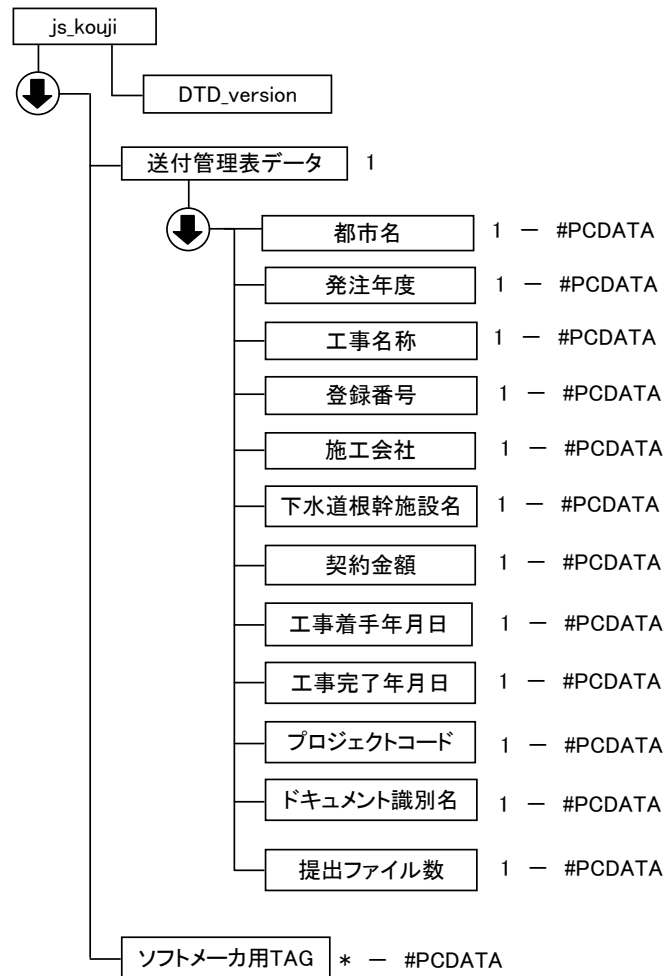 js_kouji
DTD_version
送付管理表データ 1
都市名 1 － #PCDATA
発注年度 1 － #PCDATA
工事名称 1 － #PCDATA
登録番号 1 － #PCDATA
施工会社 1 － #PCDATA
下水道根幹施設名 1 － #PCDATA
契約金額 1 － #PCDATA
工事着手年月日 1 － #PCDATA
工事完了年月日 1 － #PCDATA
プロジェクトコード 1 － #PCDATA
ドキュメント識別名 1 － #PCDATA
提出ファイル数 1 － #PCDATA
ソフトメーカ用TAG * － #PCDATA